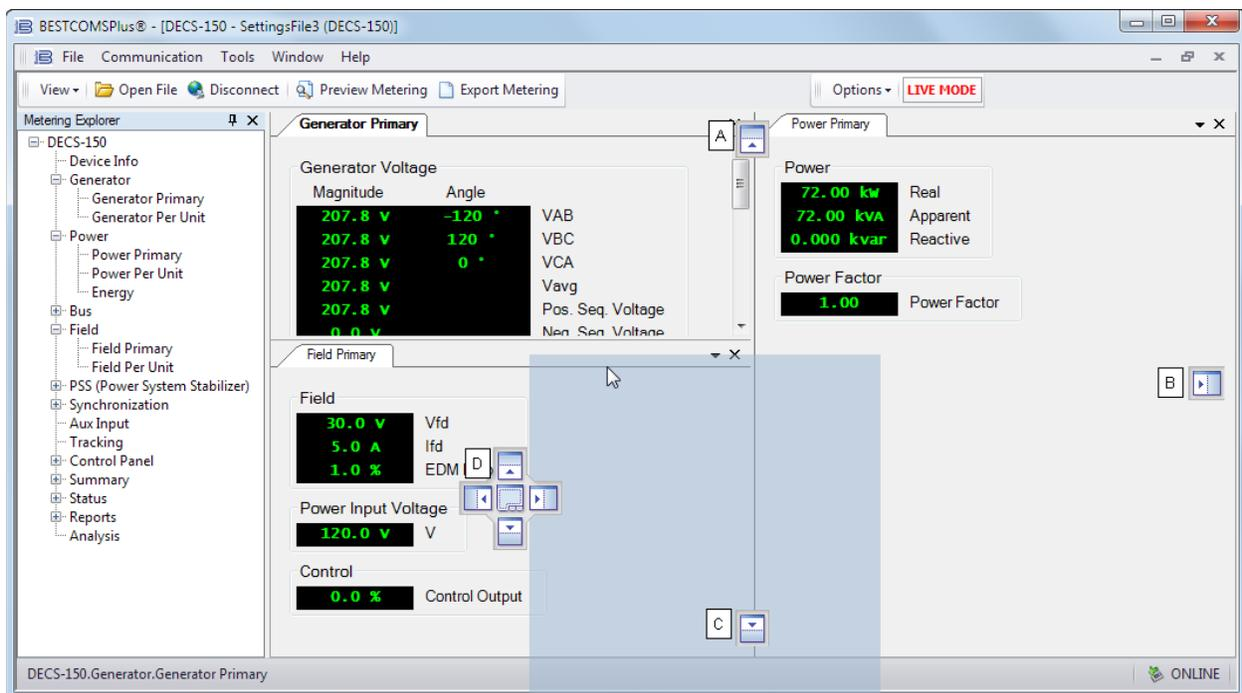 BESTCOMSPlus® - [DECS-150 - SettingsFile3 (DECS-150)]
File Communication Tools Window Help
View Open File Disconnect Preview Metering Export Metering Options LIVE MODE
Metering Explorer
DECS-150
Device Info
Generator
Generator Primary
Generator Per Unit
Power
Power Primary
Power Per Unit
Energy
Bus
Field
Field Primary
Field Per Unit
PSS (Power System Stabilizer)
Synchronization
Aux Input
Tracking
Control Panel
Summary
Status
Reports
Analysis
Generator Primary
A
Generator Voltage
Magnitude Angle
207.8 V -120 ° VAB
207.8 V 120 ° VBC
207.8 V 0 ° VCA
207.8 V Vavg
207.8 V Pos. Seq. Voltage
0.0 V Neg. Seq. Voltage
Field Primary
Field
30.0 V Vfd
5.0 A Ifd
1.0 % EDM
D
Power Input Voltage
120.0 V V
Control
0.0 % Control Output
C
Power Primary
Power
72.00 kW Real
72.00 kVA Apparent
0.000 kvar Reactive
Power Factor
1.00 Power Factor
B
DECS-150.Generator.Generator Primary ONLINE